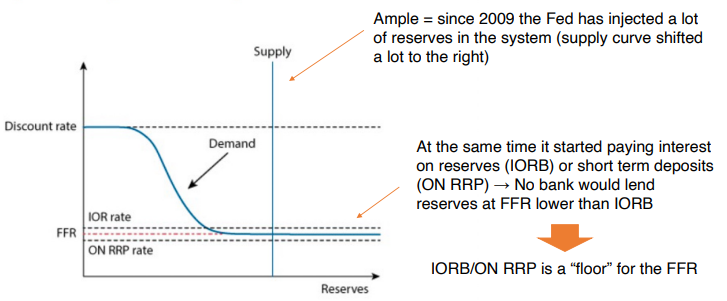 Ample = since 2009 the Fed has injected a lot
of reserves in the system (supply curve shifted
a lot to the right)
Supply
Discount rate
Demand
At the same time it started paying interest
on reserves (IORB) or short term deposits
(ON RRP) → No bank would lend
reserves at FFR lower than IORB
IOR rate
FFR
ON RRP rate
IORB/ON RRP is a “floor” for the FFR
Reserves